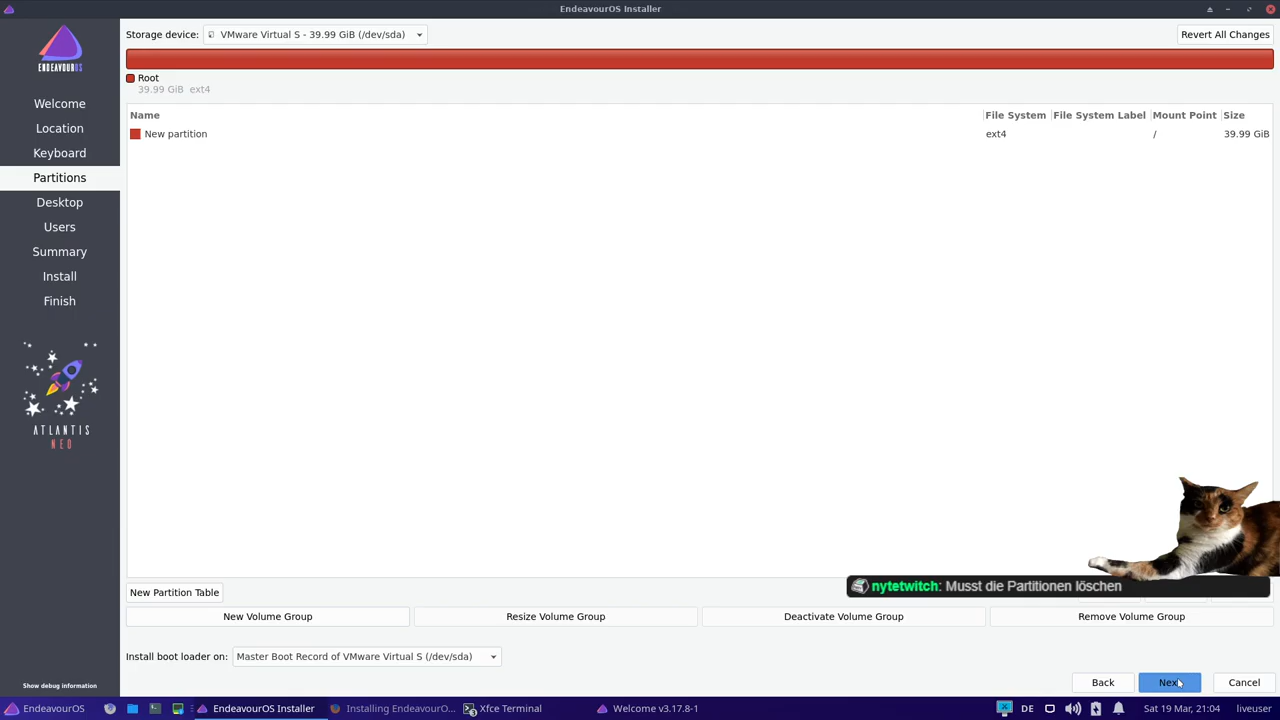 EndeavourOS Installer
ENDEAVOUROS
Welcome
Location
Keyboard
Partitions
Desktop
Users
Summary
Install
Finish
ATLANTIS
NEO
Show debug information
Storage device:
VMware Virtual S - 39.99 GiB (/dev/sda)
Revert All Changes
Root
39.99 GiB ext4
Name File System File System Label Mount Point Size
New partition ext4 / 39.99 GiB
New Partition Table
nytetwitch: Musst die Partitionen löschen
New Volume Group
Resize Volume Group
Deactivate Volume Group
Remove Volume Group
Install boot loader on:
Master Boot Record of VMware Virtual S (/dev/sda)
Back
Cancel
EndeavourOS
EndeavourOS Installer
Installing EndeavourO...
Xfce Terminal
Welcome v3.17.8-1
DE
Sat 19 Mar, 21:04
liveuser